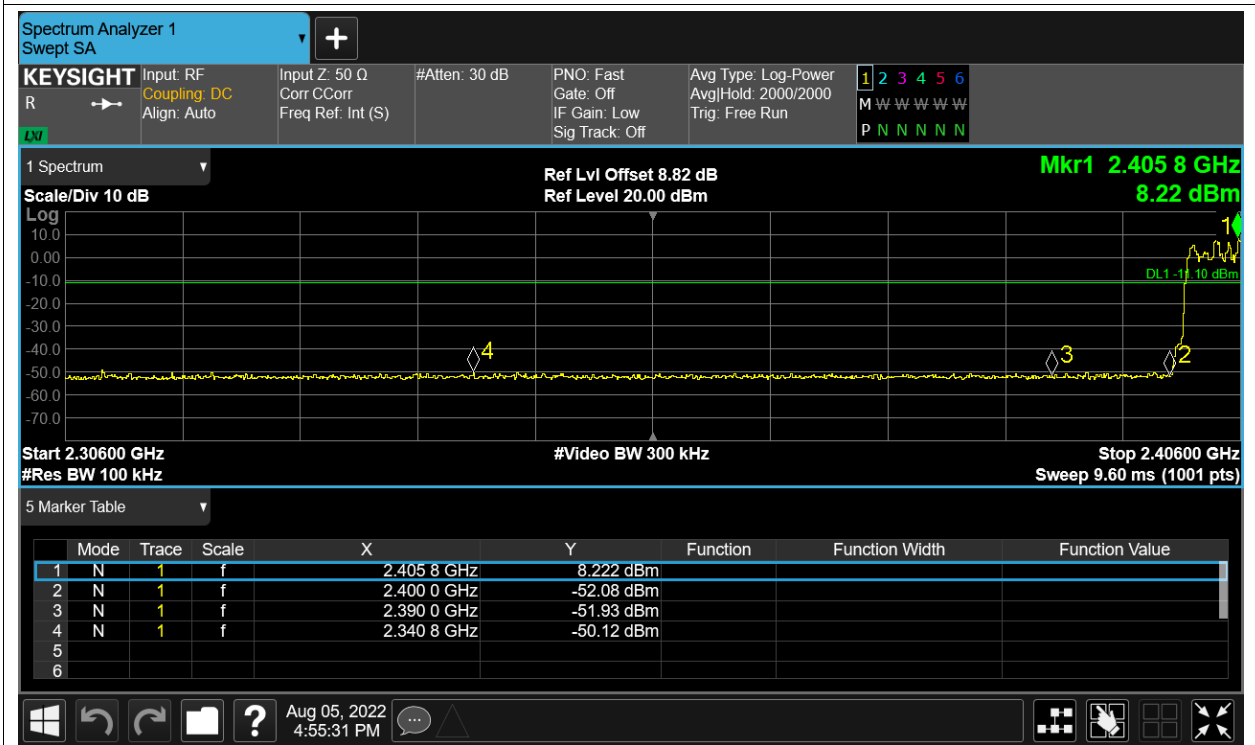 Spectrum Analyzer 1
Swept SA
KEYSIGHT Input: RF Input Z: 50 Ω #Atten: 30 dB PNO: Fast Avg Type: Log-Power 1 2 3 4 5 6
R Coupling: DC Corr CCorr Gate: Off Avg|Hold: 2000/2000 M W W W W W
Align: Auto Freq Ref: Int (S) IF Gain: Low Trig: Free Run
LXI Sig Track: Off P N N N N N
1 Spectrum Ref Lvl Offset 8.82 dB Mkr1 2.405 8 GHz
Scale/Div 10 dB Ref Level 20.00 dBm 8.22 dBm
Log
1
10.0
0.00
DL1 -11.10 dBm
-10.0
-20.0
-30.0
-40.0
4 3 2
-50.0
-60.0
-70.0
Start 2.30600 GHz #Video BW 300 kHz Stop 2.40600 GHz
#Res BW 100 kHz Sweep 9.60 ms (1001 pts)
5 Marker Table
Mode Trace Scale X Y Function Function Width Function Value
1 N 1 f 2.405 8 GHz 8.222 dBm
2 N 1 f 2.400 0 GHz -52.08 dBm
3 N 1 f 2.390 0 GHz -51.93 dBm
4 N 1 f 2.340 8 GHz -50.12 dBm
5
6
? Aug 05, 2022
4:55:31 PM